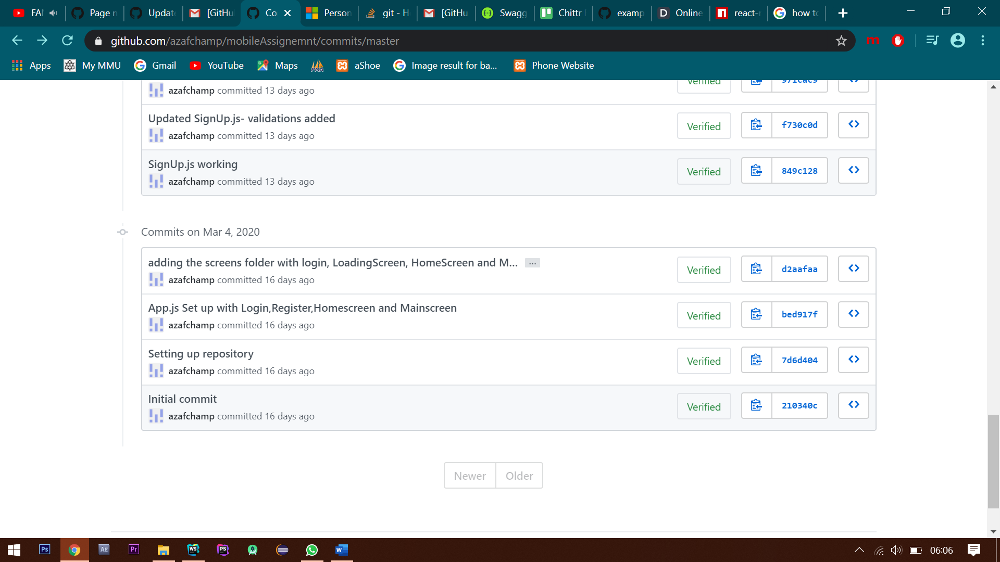 FAI
Page n
Update
[GitHu
Co
Person
git - H
[GitHu
Swagg
Chittr
examp
Online
react-
how to
github.com/azafchamp/mobileAssignemnt/commits/master
Apps
My MMU
Gmail
YouTube
Maps
PMA
aShoe
Image result for ba...
Phone Website
azafchamp committed 13 days ago
Verified
971cac9
Updated SignUp.js- validations added
azafchamp committed 13 days ago
Verified
f730c0d
SignUp.js working
azafchamp committed 13 days ago
Verified
849c128
Commits on Mar 4, 2020
adding the screens folder with login, LoadingScreen, HomeScreen and M... …
azafchamp committed 16 days ago
Verified
d2aafaa
App.js Set up with Login,Register,Homescreen and Mainscreen
azafchamp committed 16 days ago
Verified
bed917f
Setting up repository
azafchamp committed 16 days ago
Verified
7d6d404
Initial commit
azafchamp committed 16 days ago
Verified
210340c
Newer
Older
06:06